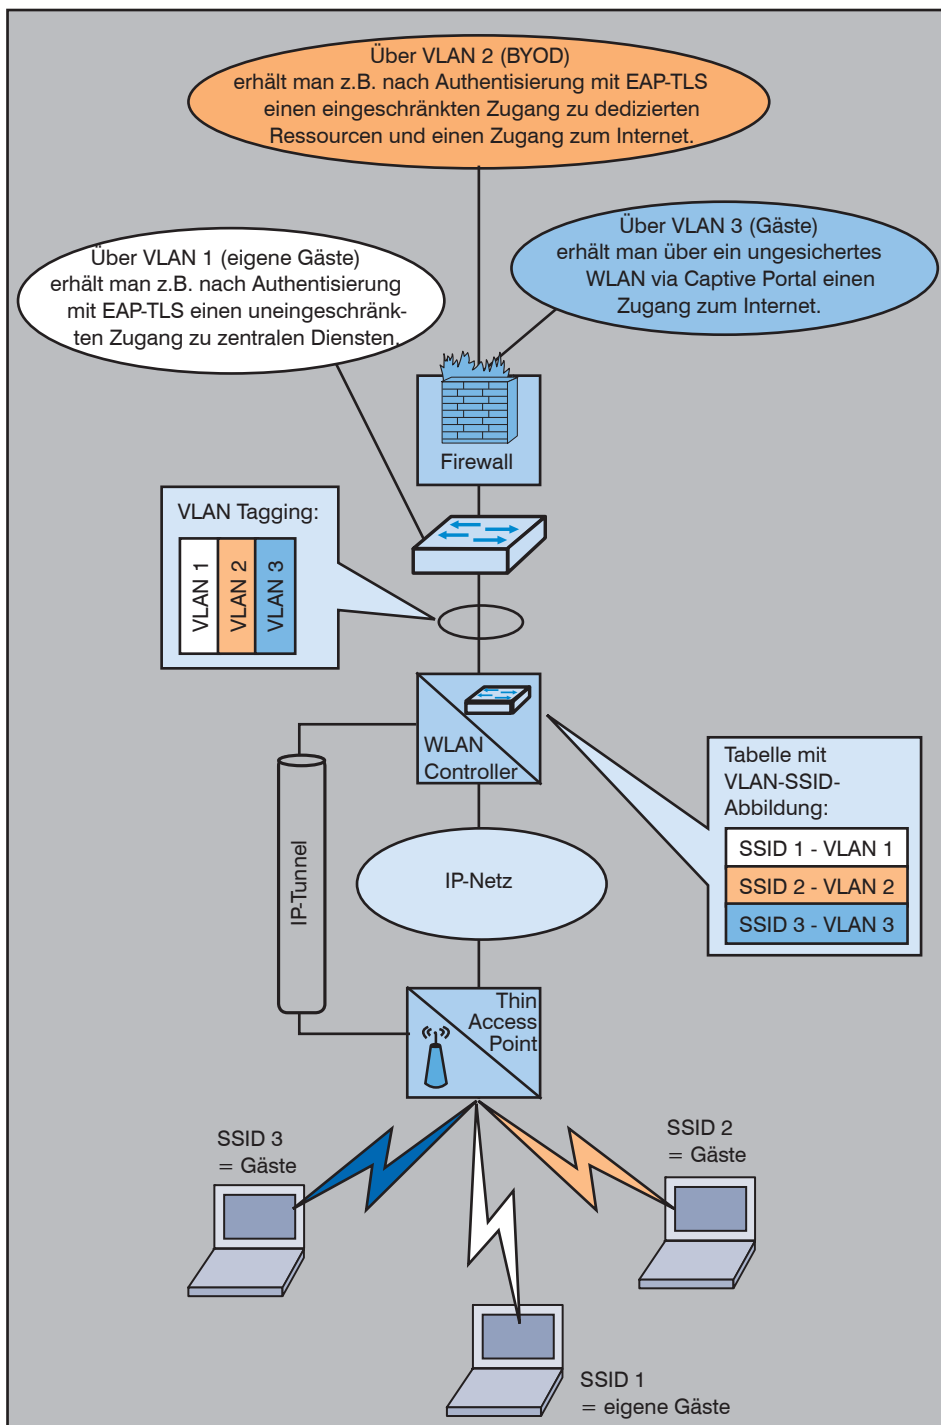 Über VLAN 2 (BYOD)
erhält man z.B. nach Authentisierung mit EAP-TLS
einen eingeschränkten Zugang zu dedizierten
Ressourcen und einen Zugang zum Internet.
Über VLAN 3 (Gäste)
erhält man über ein ungesichertes
WLAN via Captive Portal einen
Zugang zum Internet.
Über VLAN 1 (eigene Gäste)
erhält man z.B. nach Authentisierung
mit EAP-TLS einen uneingeschränk-
ten Zugang zu zentralen Diensten.
Firewall
VLAN Tagging:
VLAN 1
VLAN 2
VLAN 3
WLAN
Controller
Tabelle mit
VLAN-SSID-
Abbildung:
SSID 1 - VLAN 1
SSID 2 - VLAN 2
SSID 3 - VLAN 3
IP-Tunnel
IP-Netz
Thin
Access
Point
SSID 3
= Gäste
SSID 2
= Gäste
SSID 1
= eigene Gäste